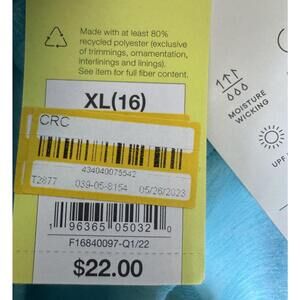 Made with at least 80%
recycled polyester (exclusive
of trimmings, ornamentation,
interlinings and linings).
See item for full fiber content.
XL(16)
CRC
434040075542
T2877 039-05-8154 05/26/2023
1 96365 05032 0
F16840097-Q1/22
$22.00
MOISTURE
WICKING
UPF